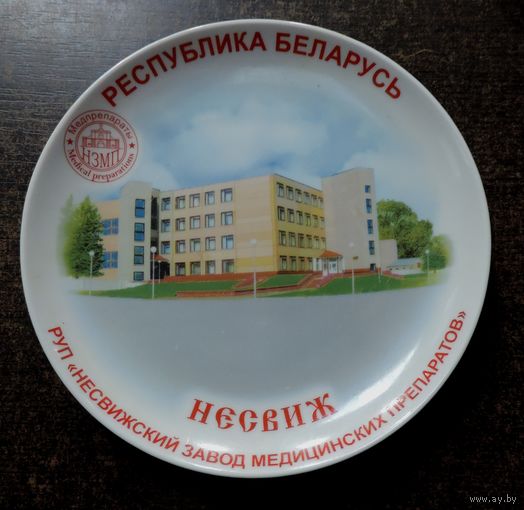 РЕСПУБЛИКА БЕЛАРУСЬ
Медпрепараты
НЗМП
Medical preparations
НЕСВИЖ
РУП «НЕСВИЖСКИЙ ЗАВОД МЕДИЦИНСКИХ ПРЕПАРАТОВ»
www.ay.by